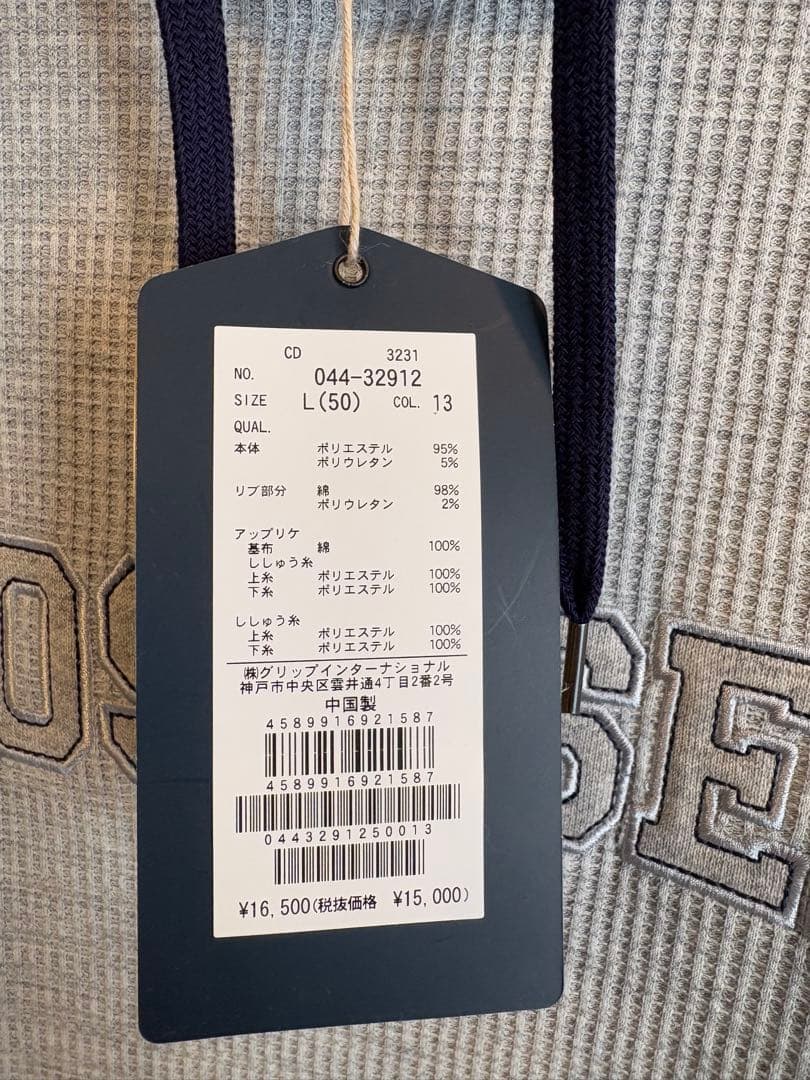 CD 3231
NO. 044-32912
SIZE L(50) COL. 13
QUAL.
本体 ポリエステル 95%
ポリウレタン 5%
リブ部分 綿 98%
ポリウレタン 2%
アップリケ
基布 綿 100%
ししゅう糸
上糸 ポリエステル 100%
下糸 ポリエステル 100%
ししゅう糸
上糸 ポリエステル 100%
下糸 ポリエステル 100%
㈱グリップインターナショナル
神戸市中央区雲井通4丁目2番2号
中国製
4589916921587
4589916921587
0443291250013
¥16,500(税抜価格 ¥15,000)
SE